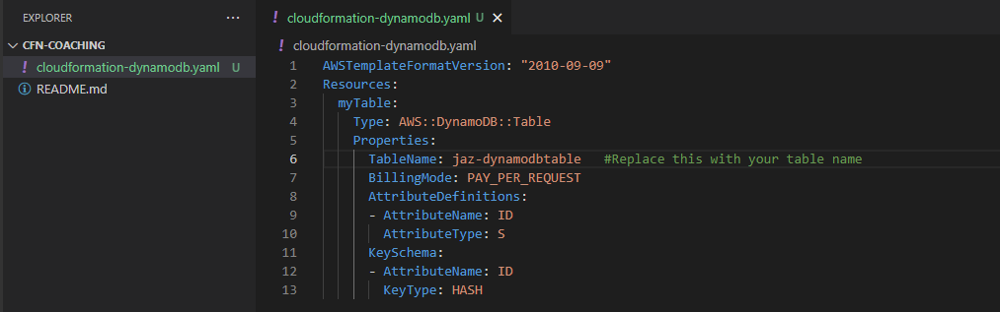 EXPLORER
CFN-COACHING
cloudformation-dynamodb.yaml U
README.md
cloudformation-dynamodb.yaml U
cloudformation-dynamodb.yaml
1 AWSTemplateFormatVersion: "2010-09-09"
2 Resources:
3   myTable:
4     Type: AWS::DynamoDB::Table
5     Properties:
6       TableName: jaz-dynamodbtable   #Replace this with your table name
7       BillingMode: PAY_PER_REQUEST
8       AttributeDefinitions:
9       - AttributeName: ID
10         AttributeType: S
11       KeySchema:
12       - AttributeName: ID
13         KeyType: HASH